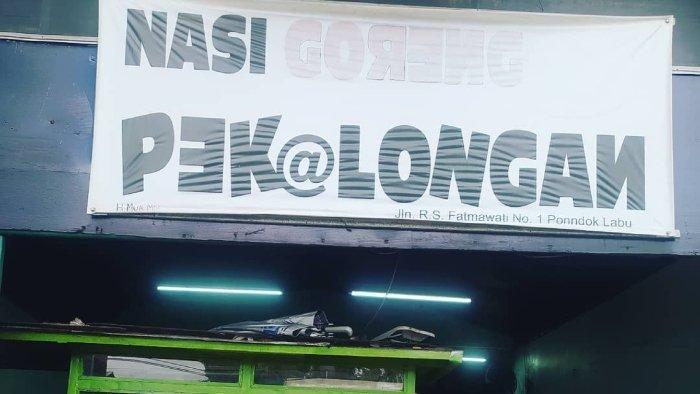 NASI GORENG
PEK@LONGAN
Jln. R.S. Fatmawati No. 1 Ponndok Labu